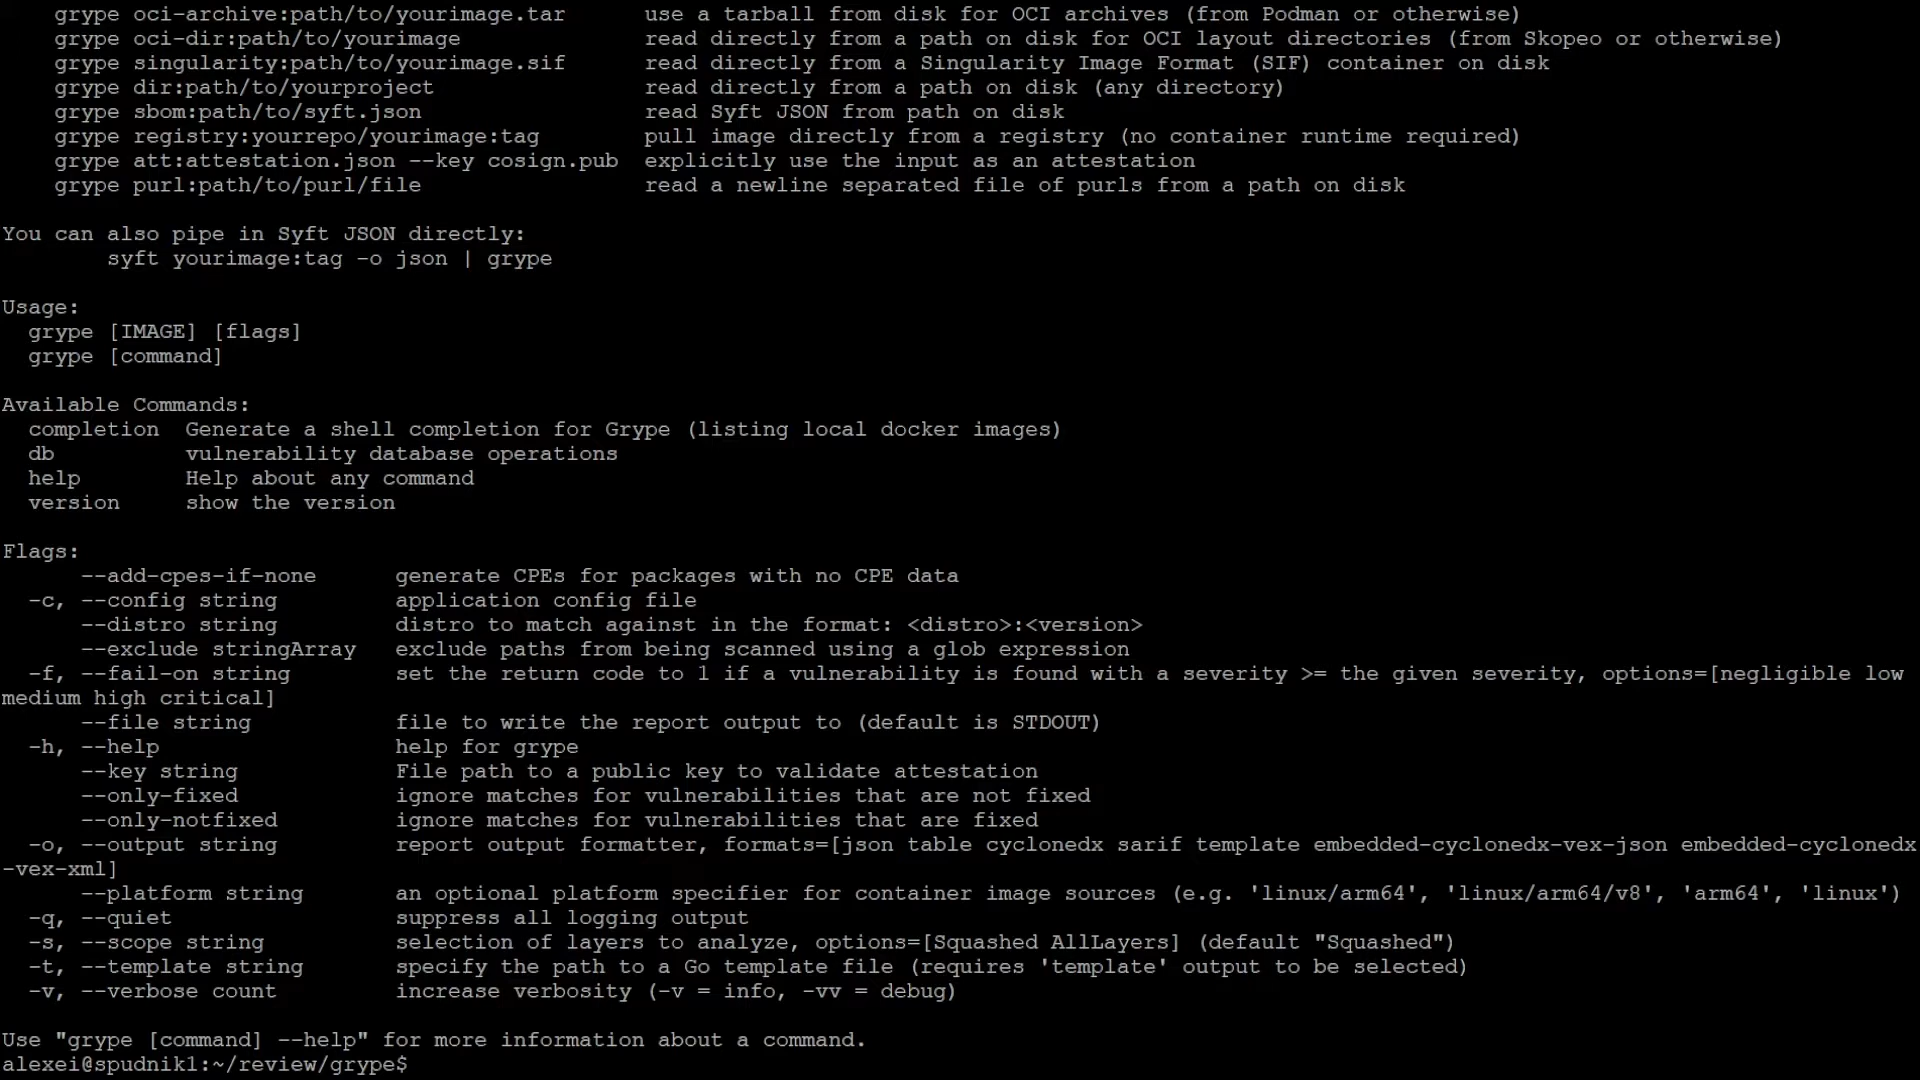 grype oci-archive:path/to/yourimage.tar      use a tarball from disk for OCI archives (from Podman or otherwise)
grype oci-dir:path/to/yourimage              read directly from a path on disk for OCI layout directories (from Skopeo or otherwise)
grype singularity:path/to/yourimage.sif      read directly from a Singularity Image Format (SIF) container on disk
grype dir:path/to/yourproject                read directly from a path on disk (any directory)
grype sbom:path/to/syft.json                 read Syft JSON from path on disk
grype registry:yourrepo/yourimage:tag        pull image directly from a registry (no container runtime required)
grype att:attestation.json --key cosign.pub  explicitly use the input as an attestation
grype purl:path/to/purl/file                 read a newline separated file of purls from a path on disk

You can also pipe in Syft JSON directly:
        syft yourimage:tag -o json | grype

Usage:
  grype [IMAGE] [flags]
  grype [command]

Available Commands:
  completion  Generate a shell completion for Grype (listing local docker images)
  db          vulnerability database operations
  help        Help about any command
  version     show the version

Flags:
      --add-cpes-if-none      generate CPEs for packages with no CPE data
  -c, --config string         application config file
      --distro string         distro to match against in the format: <distro>:<version>
      --exclude stringArray   exclude paths from being scanned using a glob expression
  -f, --fail-on string        set the return code to 1 if a vulnerability is found with a severity >= the given severity, options=[negligible low
medium high critical]
      --file string           file to write the report output to (default is STDOUT)
  -h, --help                  help for grype
      --key string            File path to a public key to validate attestation
      --only-fixed            ignore matches for vulnerabilities that are not fixed
      --only-notfixed         ignore matches for vulnerabilities that are fixed
  -o, --output string         report output formatter, formats=[json table cyclonedx sarif template embedded-cyclonedx-vex-json embedded-cyclonedx
-vex-xml]
      --platform string       an optional platform specifier for container image sources (e.g. 'linux/arm64', 'linux/arm64/v8', 'arm64', 'linux')
  -q, --quiet                 suppress all logging output
  -s, --scope string          selection of layers to analyze, options=[Squashed AllLayers] (default "Squashed")
  -t, --template string       specify the path to a Go template file (requires 'template' output to be selected)
  -v, --verbose count         increase verbosity (-v = info, -vv = debug)

Use "grype [command] --help" for more information about a command.
alexei@spudnik1:~/review/grype$